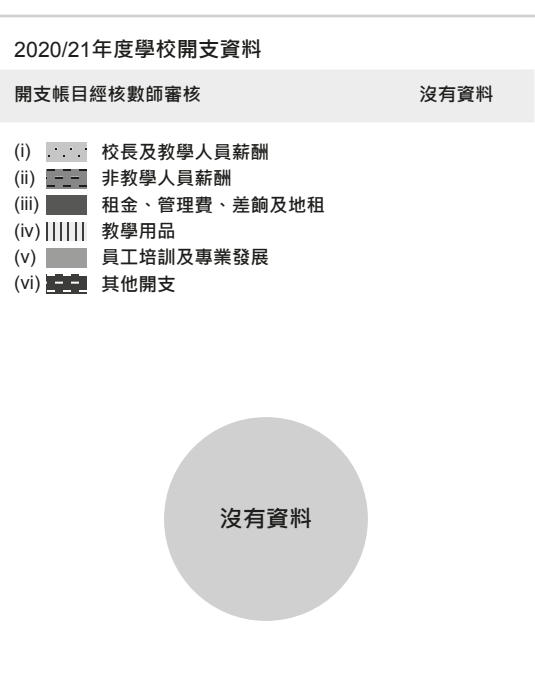 2020/21年度學校開支資料
開支帳目經核數師審核 沒有資料
(i) 校長及教學人員薪酬
(ii) 非教學人員薪酬
(iii) 租金、管理費、差餉及地租
(iv) 教學用品
(v) 員工培訓及專業發展
(vi) 其他開支
沒有資料